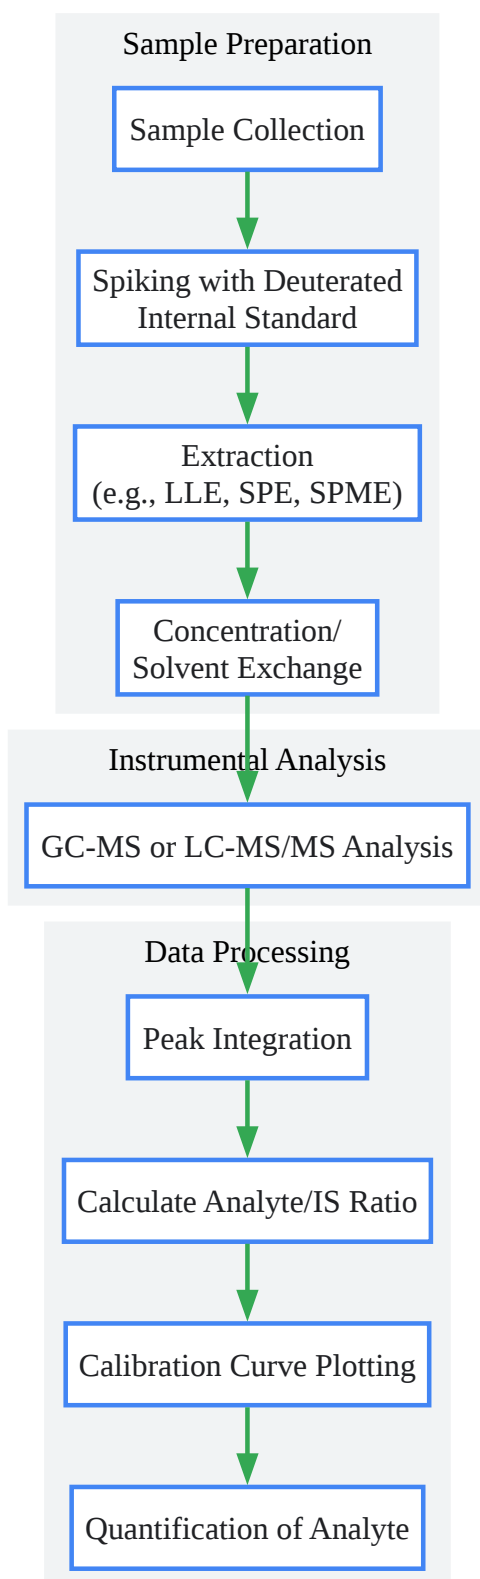 Sample Preparation
Sample Collection
Spiking with Deuterated
Internal Standard
Extraction
(e.g., LLE, SPE, SPME)
Concentration/
Solvent Exchange
Instrumental Analysis
GC-MS or LC-MS/MS Analysis
Data Processing
Peak Integration
Calculate Analyte/IS Ratio
Calibration Curve Plotting
Quantification of Analyte